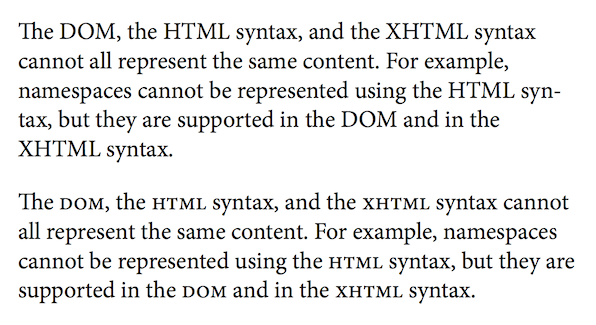 The DOM, the HTML syntax, and the XHTML syntax
cannot all represent the same content. For example,
namespaces cannot be represented using the HTML syn-
tax, but they are supported in the DOM and in the
XHTML syntax.
The DOM, the HTML syntax, and the XHTML syntax cannot
all represent the same content. For example, namespaces
cannot be represented using the HTML syntax, but they are
supported in the DOM and in the XHTML syntax.